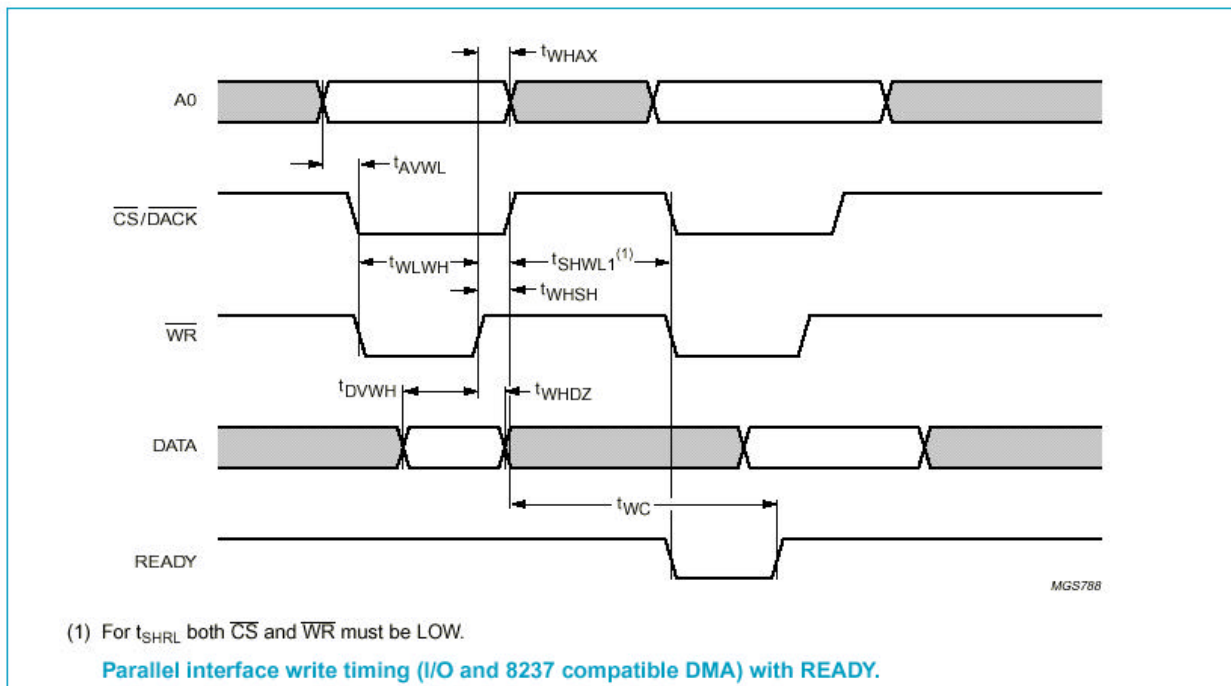 tWHAX
A0
tAVWL
CS/DACK
tWLWH
tSHWL1(1)
tWHSH
WR
tDVWH
tWHDZ
DATA
tWC
READY
MGS788
(1) For tSHRL both CS and WR must be LOW.
Parallel interface write timing (I/O and 8237 compatible DMA) with READY.